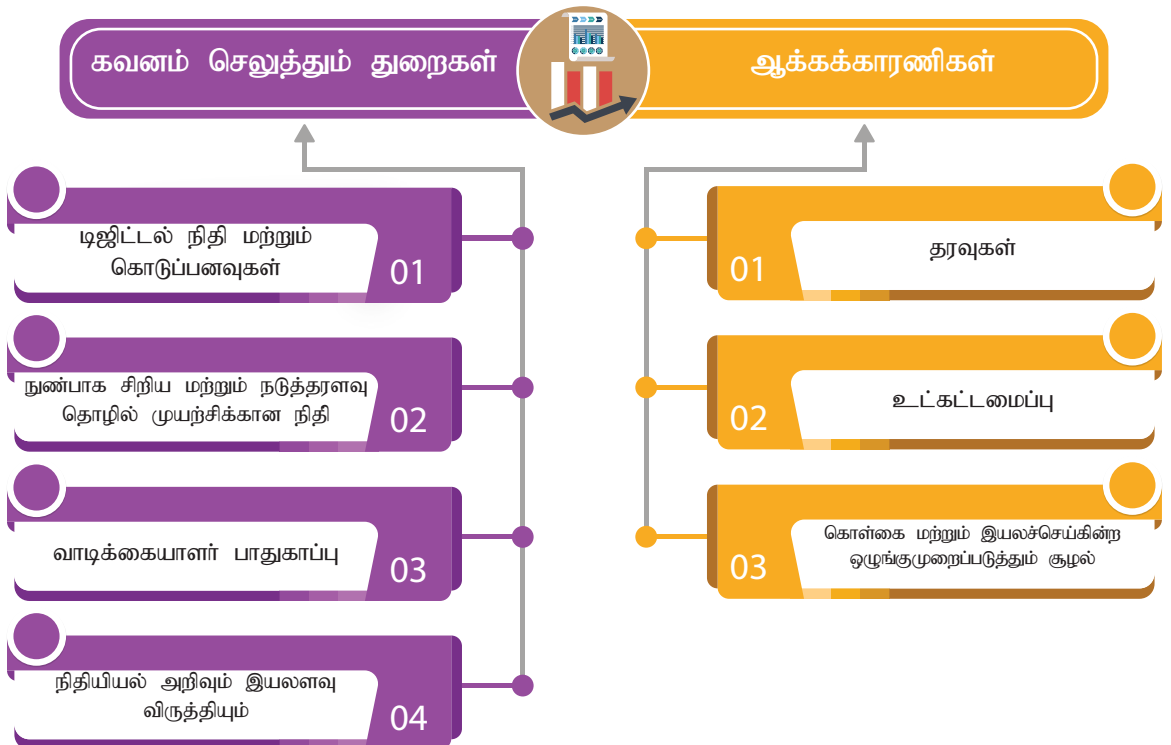 கவனம் செலுத்தும் துறைகள்
டிஜிட்டல் நிதி மற்றும்
கொடுப்பனவுகள்
01
நுண்பாக சிறிய மற்றும் நடுத்தரளவு
தொழில் முயற்சிக்கான நிதி
02
வாடிக்கையாளர் பாதுகாப்பு
03
நிதியியல் அறிவும் இயலளவு
விருத்தியும்
04
ஆக்கக்காரணிகள்
01
தரவுகள்
02
உட்கட்டமைப்பு
03
கொள்கை மற்றும் இயலச்செய்கின்ற
ஒழுங்குமுறைப்படுத்தும் சூழல்